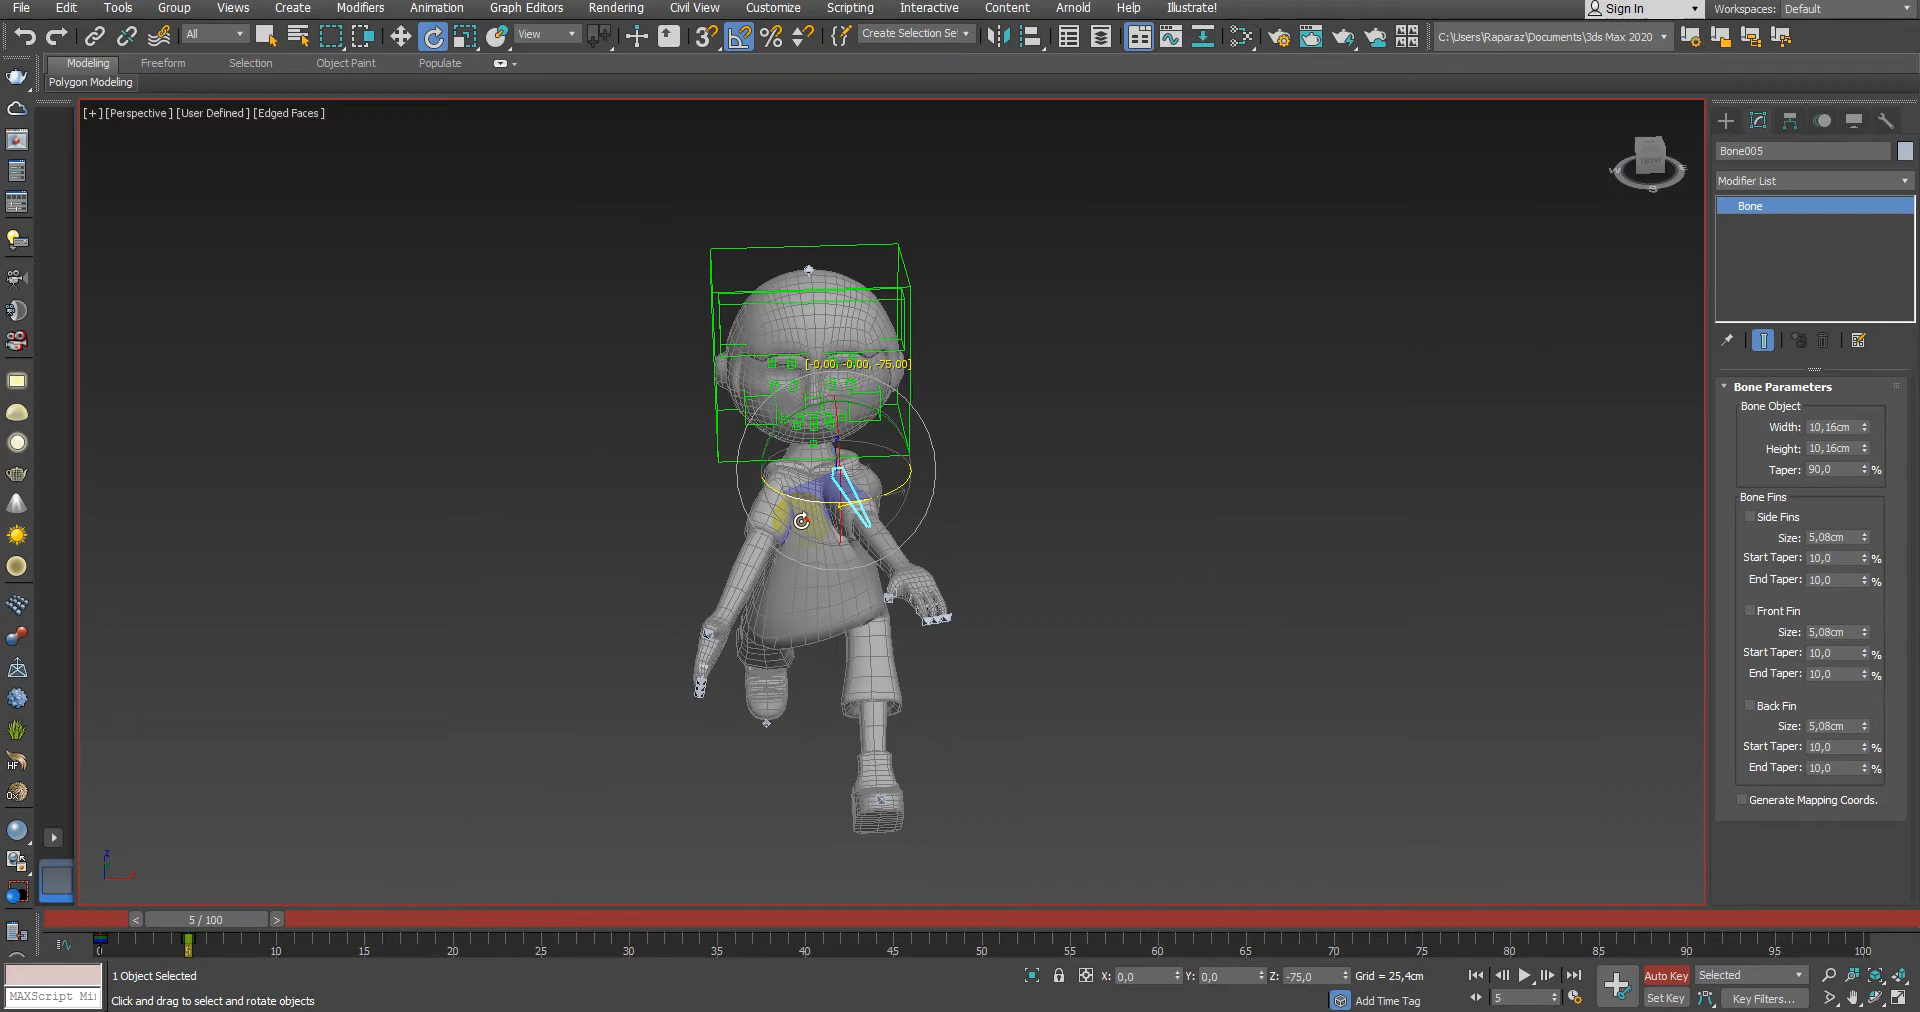 File Edit Tools Group Views Create Modifiers Animation Graph Editors Rendering Civil View Customize Scripting Interactive Content Arnold Help Illustrate! Sign In Workspaces: Default
All View Create Selection Se C:\Users\Raparaz\Documents\3ds Max 2020
Modeling Freeform Selection Object Paint Populate
Polygon Modeling
[+] [Perspective] [User Defined] [Edged Faces]
Bone005
Modifier List
Bone
[-0,00; -0,00; -75,00]
Bone Parameters
Bone Object
Width: 10,16cm
Height: 10,16cm
Taper: 90,0 %
Bone Fins
Side Fins
Size: 5,08cm
Start Taper: 10,0 %
End Taper: 10,0 %
Front Fin
Size: 5,08cm
Start Taper: 10,0 %
End Taper: 10,0 %
Back Fin
Size: 5,08cm
Start Taper: 10,0 %
End Taper: 10,0 %
Generate Mapping Coords.
HF
< 5 / 100 >
0 5 10 15 20 25 30 35 40 45 50 55 60 65 70 75 80 85 90 95 100
1 Object Selected X: 0,0 Y: 0,0 Z: -75,0 Grid = 25,4cm Auto Key Selected
MAXScript Mi Click and drag to select and rotate objects Add Time Tag 5 Set Key Key Filters...